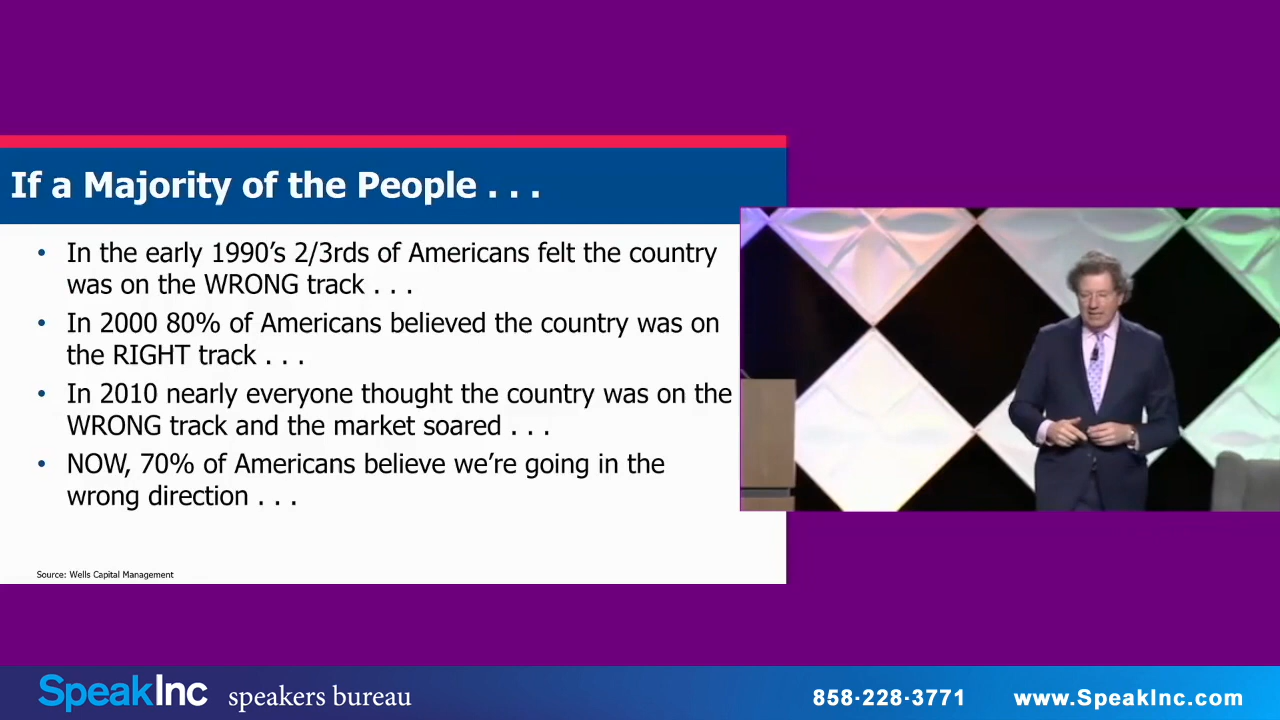 If a Majority of the People . . .
• In the early 1990’s 2/3rds of Americans felt the country
was on the WRONG track . . .
• In 2000 80% of Americans believed the country was on
the RIGHT track . . .
• In 2010 nearly everyone thought the country was on the
WRONG track and the market soared . . .
• NOW, 70% of Americans believe we’re going in the
wrong direction . . .
Source: Wells Capital Management
SpeakInc speakers bureau
858·228·3771 www.SpeakInc.com